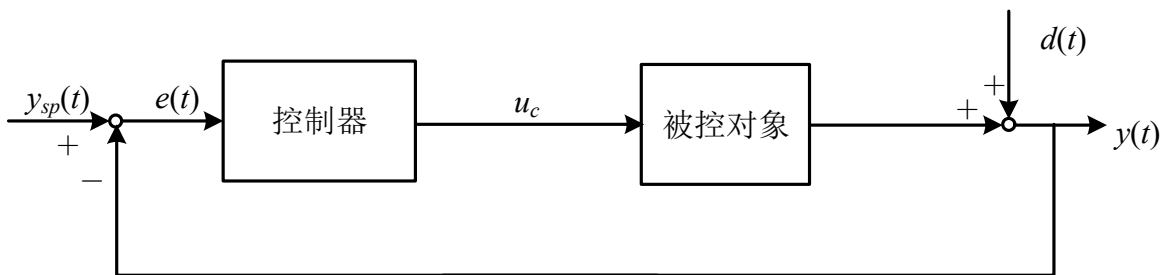 d(t)
y_sp(t)
e(t)
控制器
u_c
被控对象
+
+
y(t)
+
−